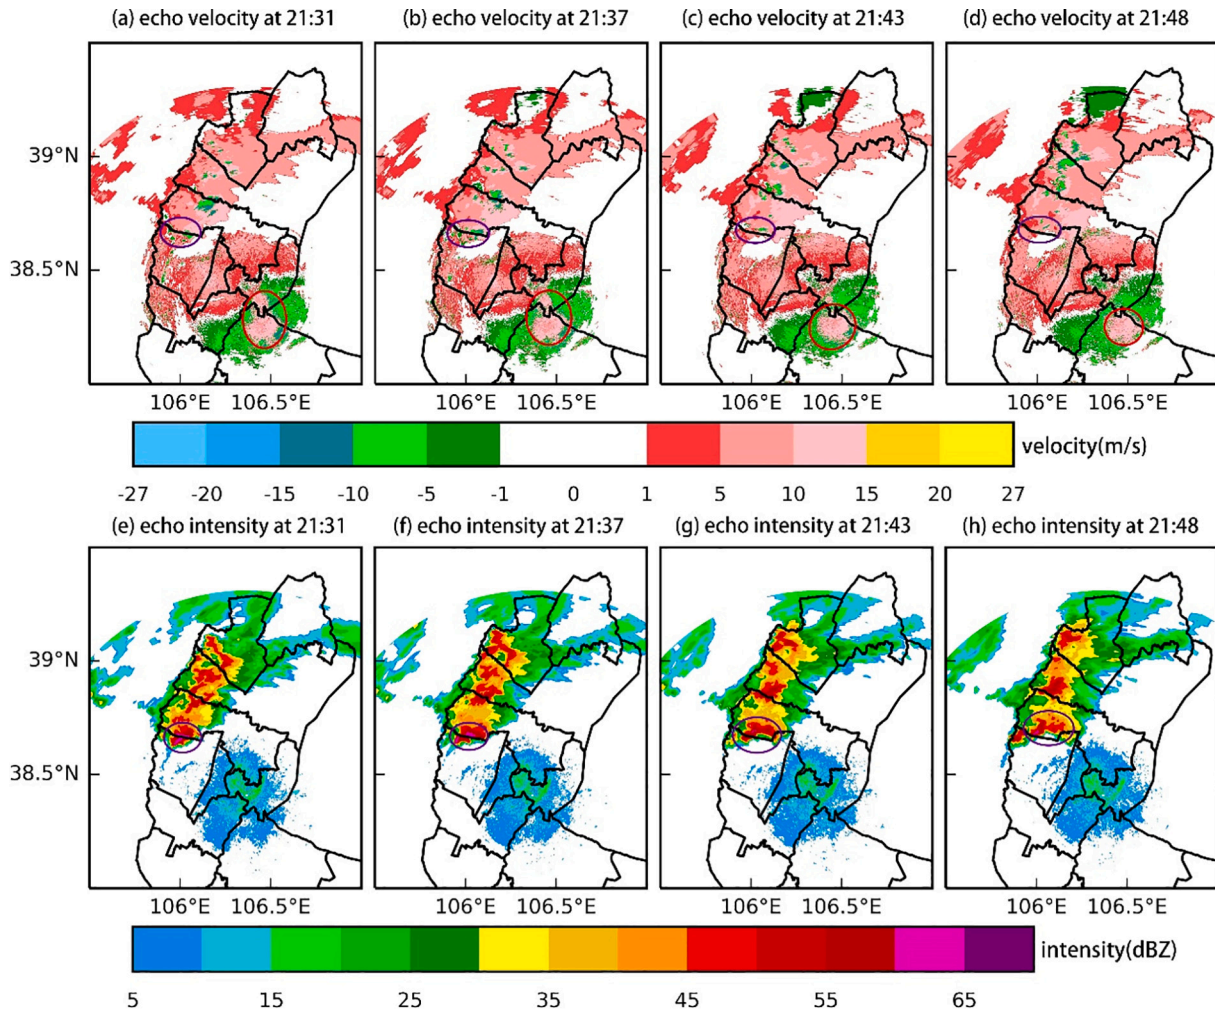 (a) echo velocity at 21:31 (b) echo velocity at 21:37 (c) echo velocity at 21:43 (d) echo velocity at 21:48
39°N
38.5°N
106°E 106.5°E 106°E 106.5°E 106°E 106.5°E 106°E 106.5°E
velocity(m/s)
-27 -20 -15 -10 -5 -1 0 1 5 10 15 20 27
(e) echo intensity at 21:31 (f) echo intensity at 21:37 (g) echo intensity at 21:43 (h) echo intensity at 21:48
39°N
38.5°N
106°E 106.5°E 106°E 106.5°E 106°E 106.5°E 106°E 106.5°E
intensity(dBZ)
5 15 25 35 45 55 65